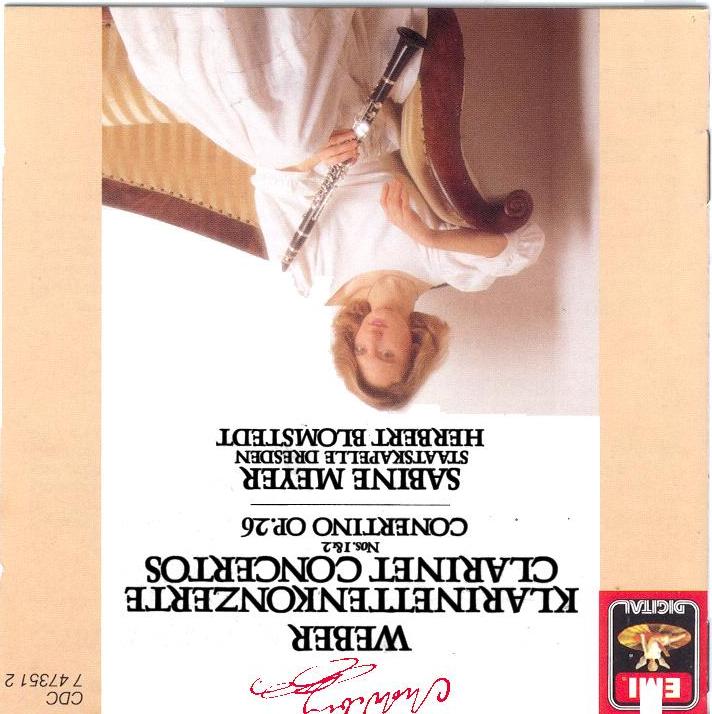 WEBER
KLARINETTENKONZERTE
CLARINET CONCERTOS
Nos. 1 & 2
CONERTINO OP.26
SABINE MEYER
STAATSKAPELLE DRESDEN
HERBERT BLOMSTEDT
EMI
DIGITAL
CDC
7 47351 2